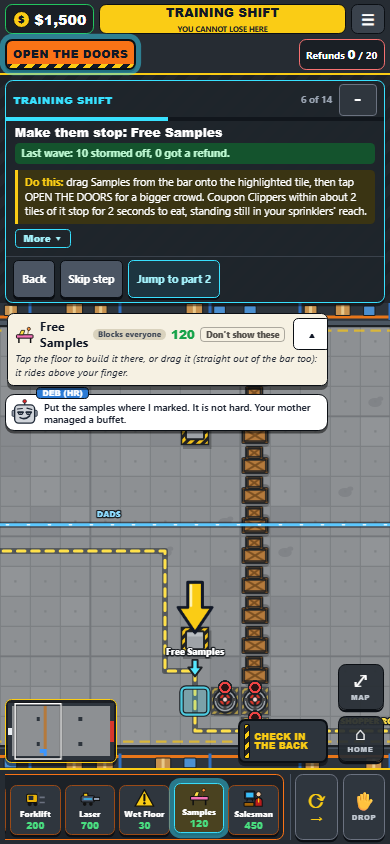 $1,500
TRAINING SHIFT
YOU CANNOT LOSE HERE
OPEN THE DOORS
Refunds 0 / 20
TRAINING SHIFT
6 of 14
Make them stop: Free Samples
Last wave: 10 stormed off, 0 got a refund.
Do this: drag Samples from the bar onto the highlighted tile, then tap
OPEN THE DOORS for a bigger crowd. Coupon Clippers within about 2
tiles of it stop for 2 seconds to eat, standing still in your sprinklers' reach.
More
Back
Skip step
Jump to part 2
Free
Samples
Blocks everyone
120
Don't show these
Tap the floor to build it there, or drag it (straight out of the bar too):
it rides above your finger.
DEB (HR)
Put the samples where I marked. It is not hard. Your mother
managed a buffet.
DADS
Free Samples
MAP
CHECK IN
THE BACK
HOME
Forklift
200
Laser
700
Wet Floor
30
Samples
120
Salesman
450
DROP